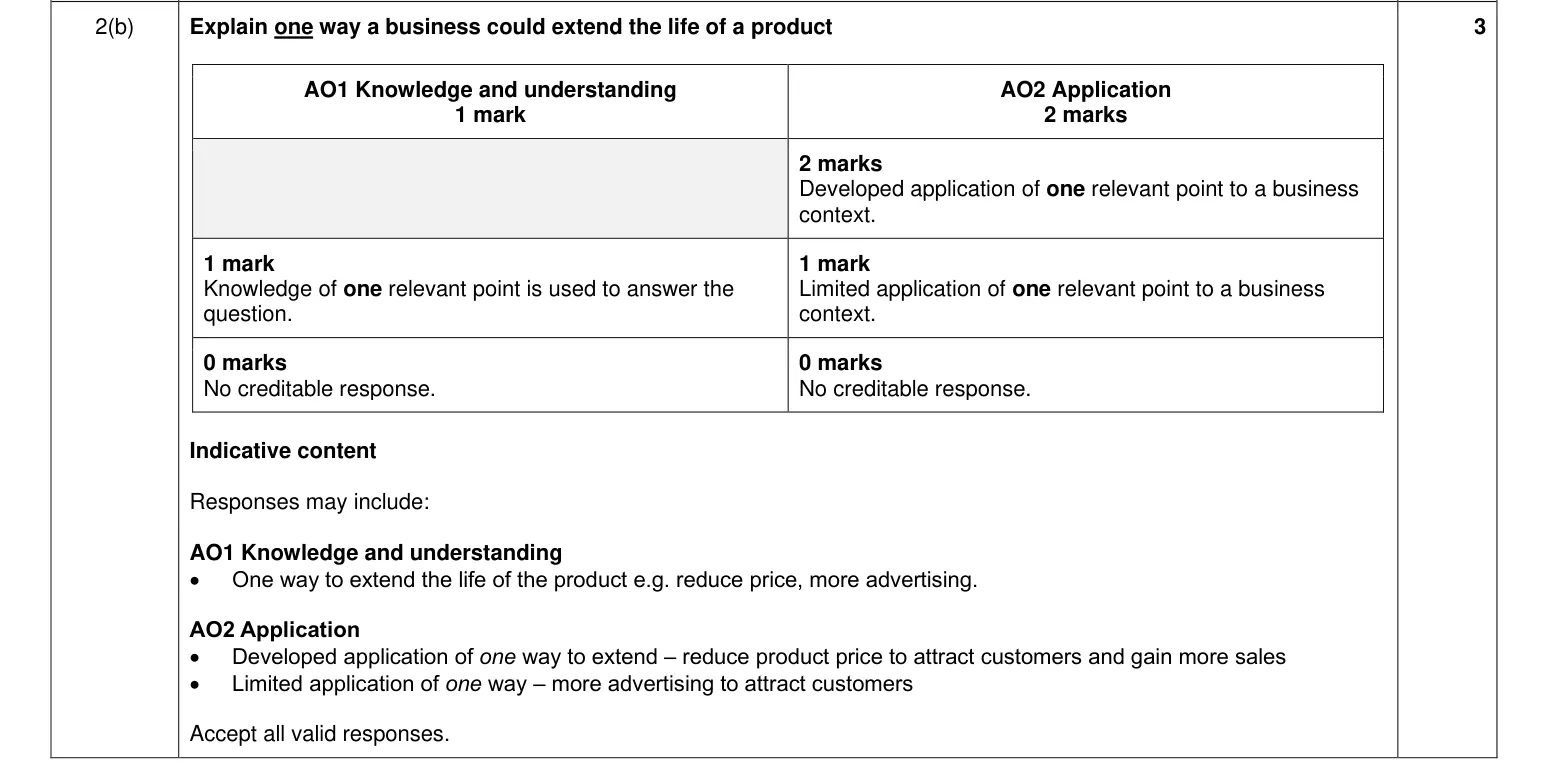 2(b) Explain one way a business could extend the life of a product 3
AO1 Knowledge and understanding
1 mark
AO2 Application
2 marks
2 marks
Developed application of one relevant point to a business
context.
1 mark
Knowledge of one relevant point is used to answer the
question.
1 mark
Limited application of one relevant point to a business
context.
0 marks
No creditable response.
0 marks
No creditable response.
Indicative content
Responses may include:
AO1 Knowledge and understanding
• One way to extend the life of the product e.g. reduce price, more advertising.
AO2 Application
• Developed application of one way to extend – reduce product price to attract customers and gain more sales
• Limited application of one way – more advertising to attract customers
Accept all valid responses.